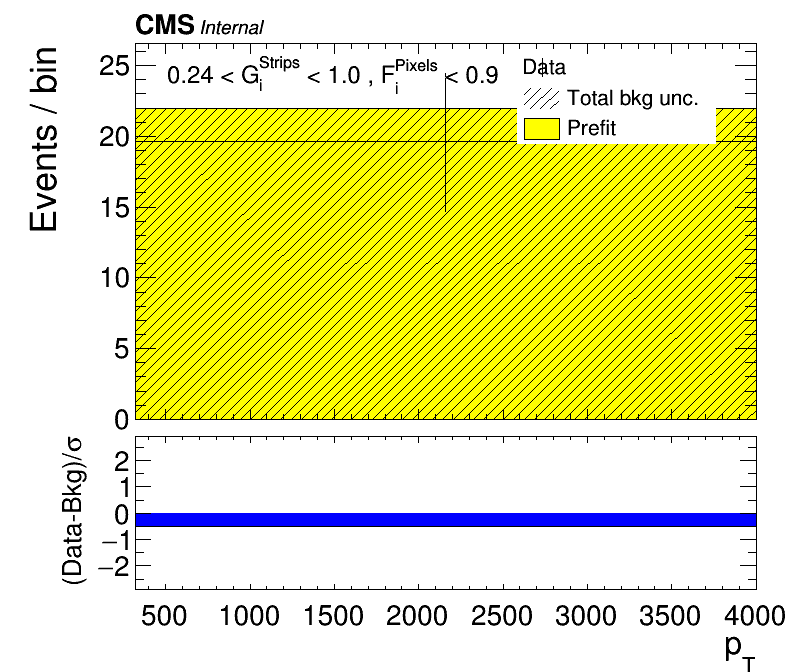 CMS Internal
Events / bin
0.24 < G_i^Strips < 1.0 , F_i^Pixels < 0.9
Data
Total bkg unc.
Prefit
25
20
15
10
5
0
(Data-Bkg)/σ
2
1
0
−1
−2
500 1000 1500 2000 2500 3000 3500 4000
p_T